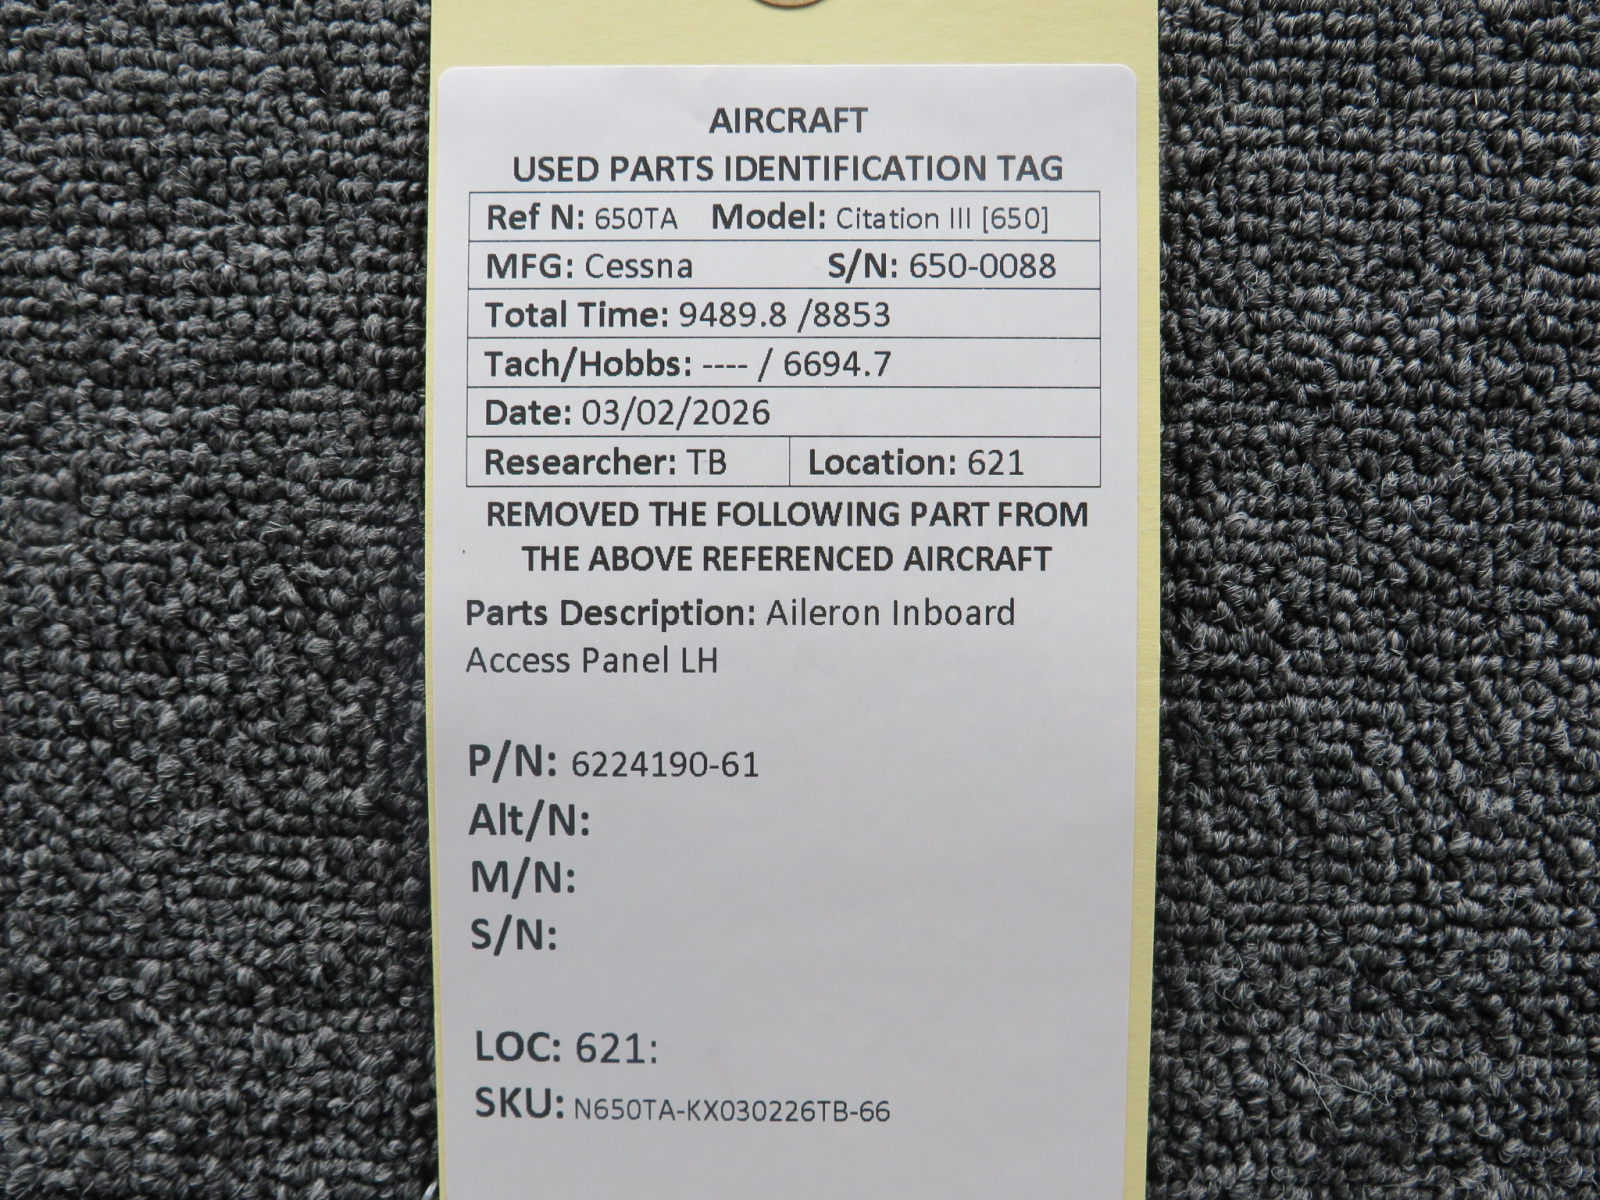 AIRCRAFT
USED PARTS IDENTIFICATION TAG
Ref N: 650TA Model: Citation III [650]
MFG: Cessna S/N: 650-0088
Total Time: 9489.8 /8853
Tach/Hobbs: ---- / 6694.7
Date: 03/02/2026
Researcher: TB Location: 621
REMOVED THE FOLLOWING PART FROM
THE ABOVE REFERENCED AIRCRAFT
Parts Description: Aileron Inboard
Access Panel LH
P/N: 6224190-61
Alt/N:
M/N:
S/N:
LOC: 621:
SKU: N650TA-KX030226TB-66